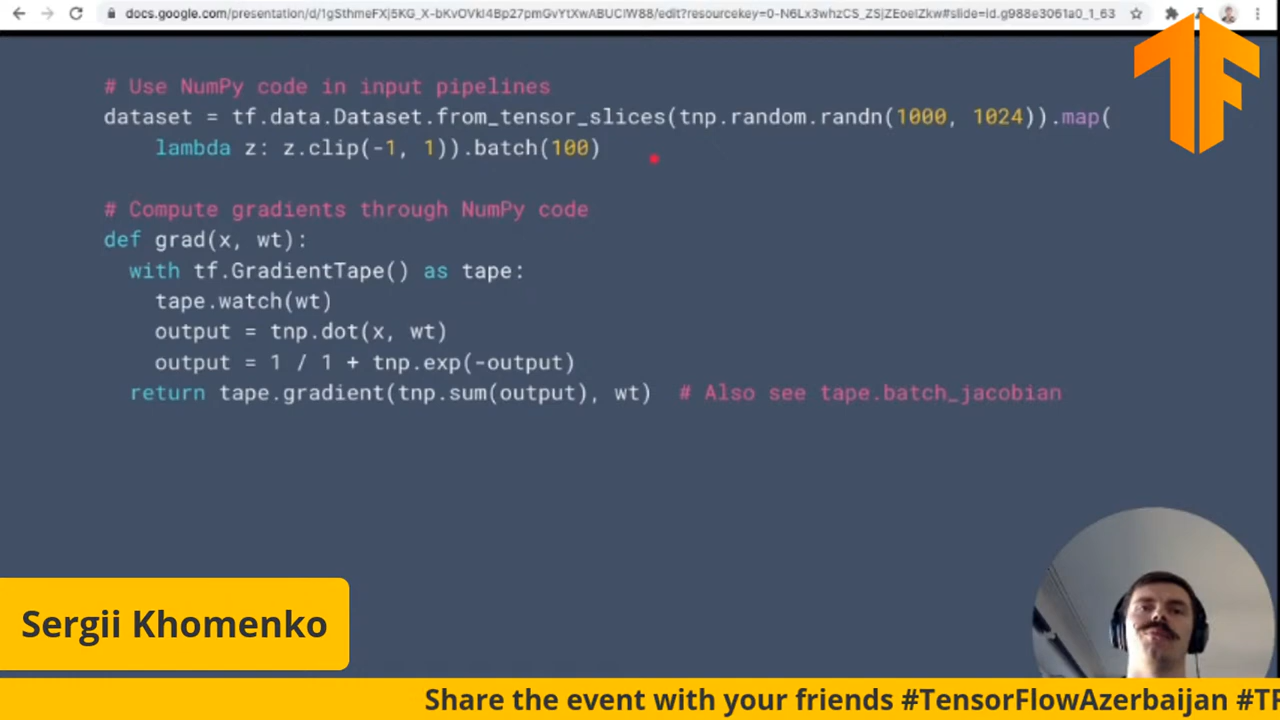 docs.google.com/presentation/d/1gSthmeFXj5KG_X-bKvOVkI4Bp27pmGvYtXwABUCIW88/edit?resourcekey=0-N6Lx3whzCS_ZSjZEoeIZkw#slide=id.g988e3061a0_1_63
# Use NumPy code in input pipelines
dataset = tf.data.Dataset.from_tensor_slices(tnp.random.randn(1000, 1024)).map(
lambda z: z.clip(-1, 1)).batch(100)
# Compute gradients through NumPy code
def grad(x, wt):
with tf.GradientTape() as tape:
tape.watch(wt)
output = tnp.dot(x, wt)
output = 1 / 1 + tnp.exp(-output)
return tape.gradient(tnp.sum(output), wt) # Also see tape.batch_jacobian
Sergii Khomenko
Share the event with your friends #TensorFlowAzerbaijan #TF